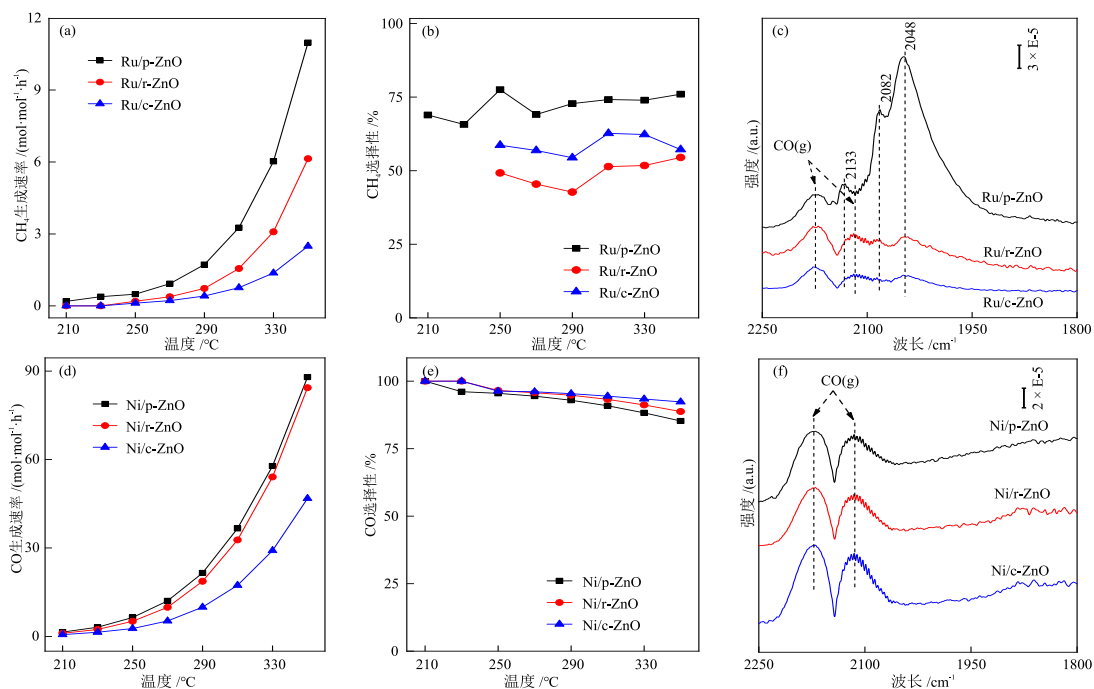 (a)
12
9
6
3
0
CH₄生成速率 /(mol·mol⁻¹·h⁻¹)
Ru/p-ZnO
Ru/r-ZnO
Ru/c-ZnO
210 250 290 330
温度 /℃
(b)
100
75
50
25
0
CH₄选择性 /%
Ru/p-ZnO
Ru/r-ZnO
Ru/c-ZnO
210 250 290 330
温度 /℃
(c)
3 × E-5
2048
2082
2133
CO(g)
强度 /(a.u.)
Ru/p-ZnO
Ru/r-ZnO
Ru/c-ZnO
2250 2100 1950 1800
波长 /cm⁻¹
(d)
90
60
30
0
CO生成速率 /(mol·mol⁻¹·h⁻¹)
Ni/p-ZnO
Ni/r-ZnO
Ni/c-ZnO
210 250 290 330
温度 /℃
(e)
100
75
50
25
0
CO选择性 /%
Ni/p-ZnO
Ni/r-ZnO
Ni/c-ZnO
210 250 290 330
温度 /℃
(f)
CO(g)
2 × E-5
强度 /(a.u.)
Ni/p-ZnO
Ni/r-ZnO
Ni/c-ZnO
2250 2100 1950 1800
波长 /cm⁻¹